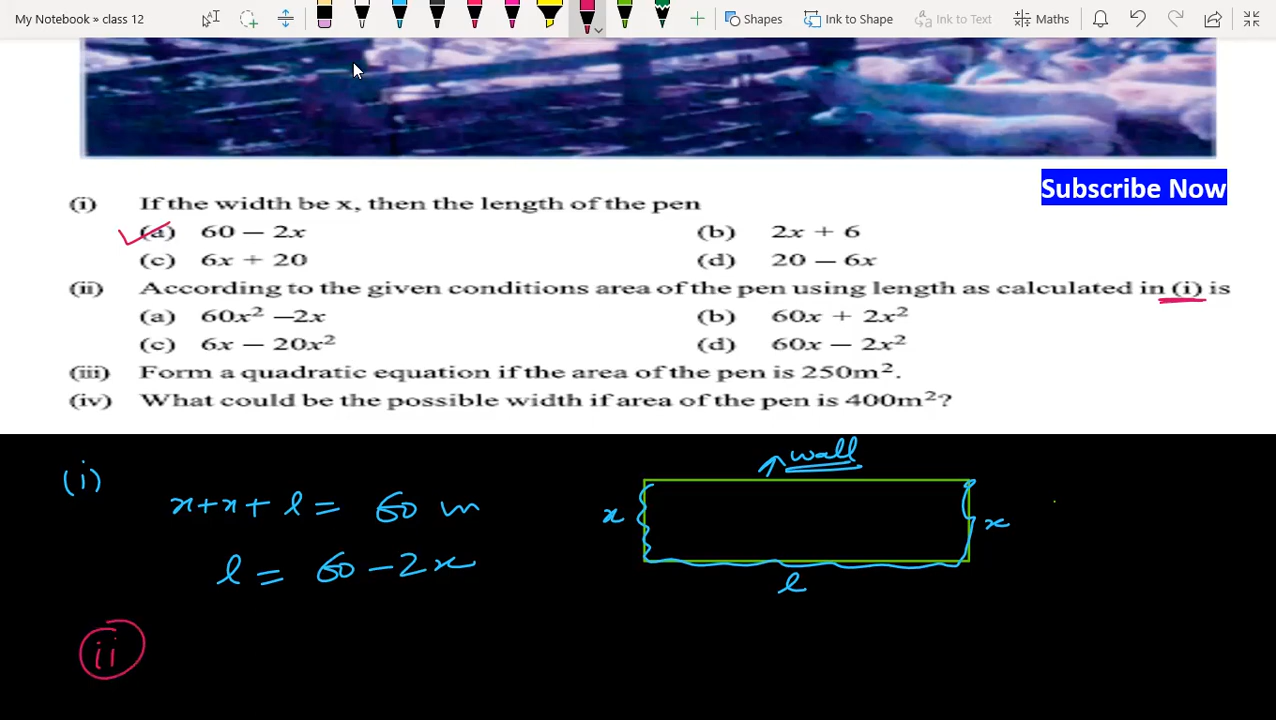 My Notebook » class 12
Shapes
Ink to Shape
Ink to Text
Maths
Subscribe Now
(i) If the width be x, then the length of the pen
(a) 60 − 2x (b) 2x + 6
(c) 6x + 20 (d) 20 − 6x
(ii) According to the given conditions area of the pen using length as calculated in (i) is
(a) 60x² −2x (b) 60x + 2x²
(c) 6x − 20x² (d) 60x − 2x²
(iii) Form a quadratic equation if the area of the pen is 250m².
(iv) What could be the possible width if area of the pen is 400m²?
(i)
x+x+ l = 60 m
l = 60 − 2x
wall
x
x
l
ii